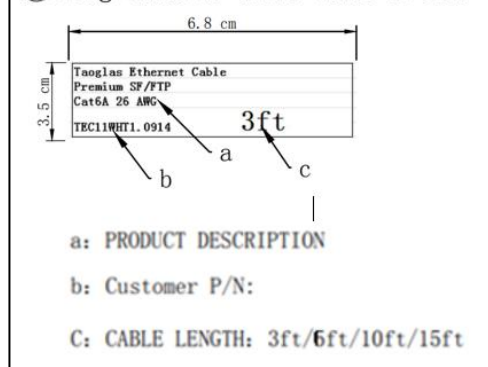 6.8 cm
3.5 cm
Taoglas Ethernet Cable
Premium SF/FTP
Cat6A 26 AWG
TEC11WHT1.0914
3ft
a
b
c
a: PRODUCT DESCRIPTION
b: Customer P/N:
C: CABLE LENGTH: 3ft/6ft/10ft/15ft